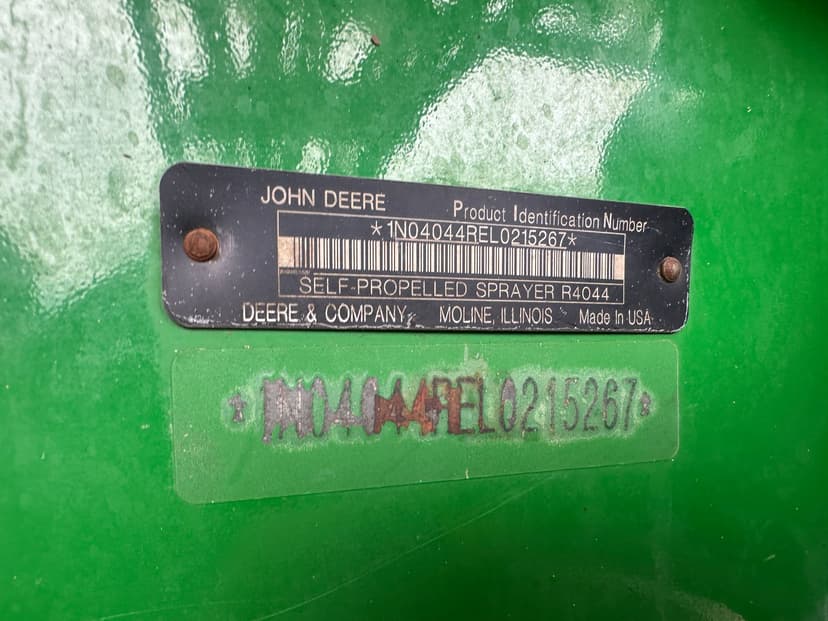 JOHN DEERE
Product Identification Number
*1N04044REL0215267*
SELF-PROPELLED SPRAYER R4044
DEERE & COMPANY, MOLINE, ILLINOIS Made In USA
*1N04044REL0215267*